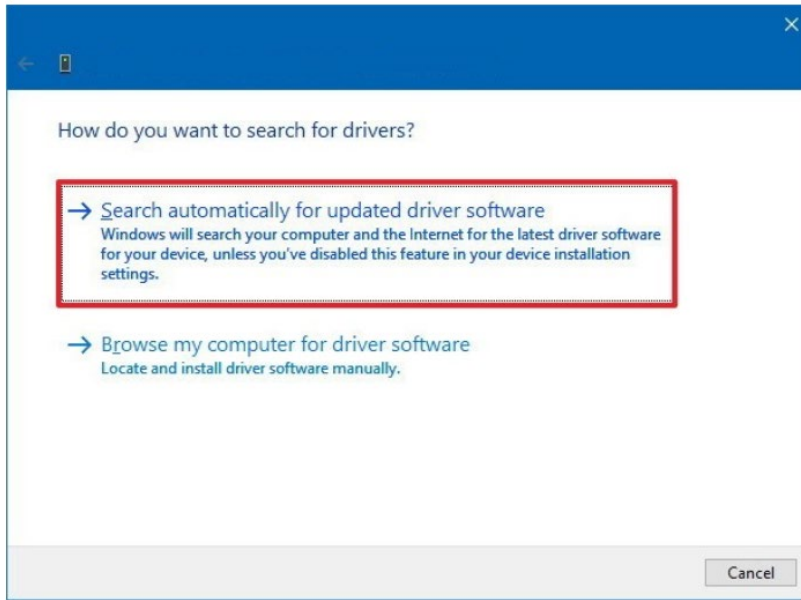 How do you want to search for drivers?
Search automatically for updated driver software
Windows will search your computer and the Internet for the latest driver software
for your device, unless you've disabled this feature in your device installation
settings.
Browse my computer for driver software
Locate and install driver software manually.
Cancel